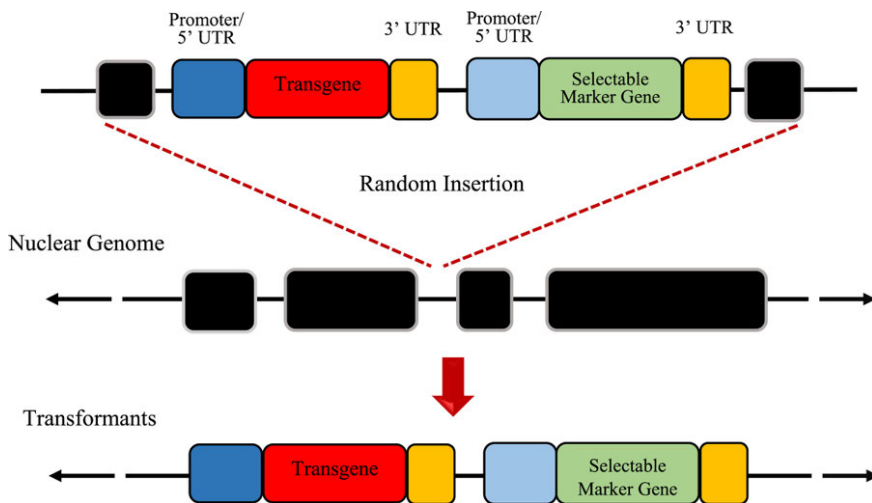 Promoter/
5’ UTR
3’ UTR
Promoter/
5’ UTR
3’ UTR
Transgene
Selectable
Marker Gene
Random Insertion
Nuclear Genome
Transformants
Transgene
Selectable
Marker Gene